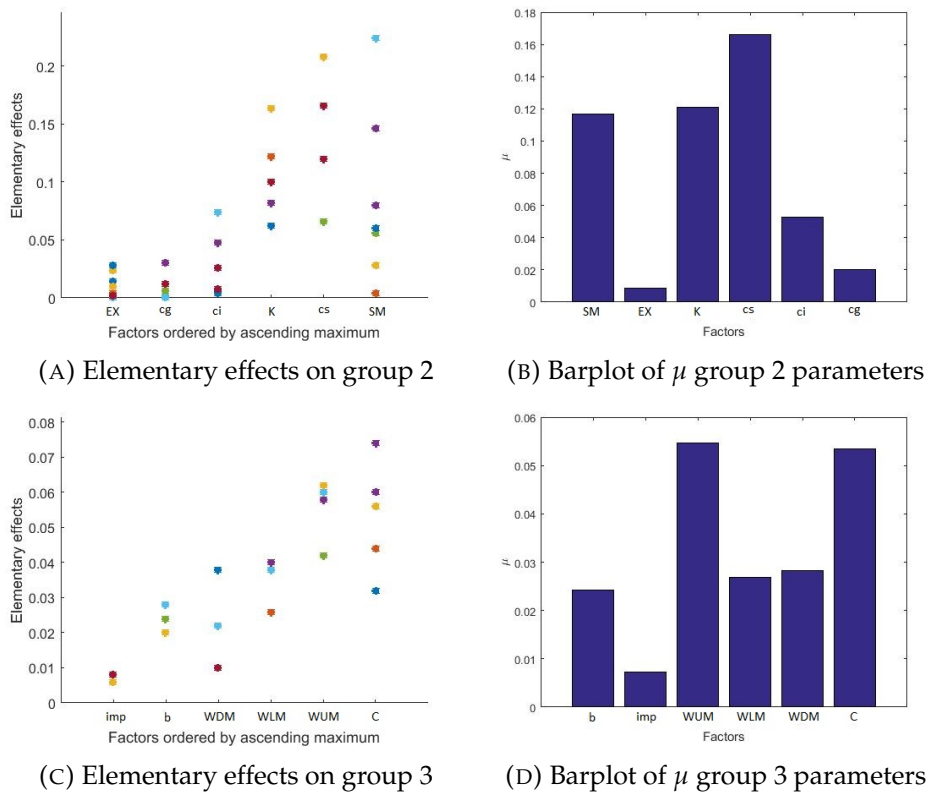 0.2
0.15
0.1
0.05
0
Elementary effects
EX cg ci K cs SM
Factors ordered by ascending maximum
(A) Elementary effects on group 2
0.18
0.16
0.14
0.12
0.1
0.08
0.06
0.04
0.02
0
μ
SM EX K cs ci cg
Factors
(B) Barplot of μ group 2 parameters
0.08
0.07
0.06
0.05
0.04
0.03
0.02
0.01
0
Elementary effects
imp b WDM WLM WUM C
Factors ordered by ascending maximum
(C) Elementary effects on group 3
0.06
0.05
0.04
0.03
0.02
0.01
0
μ
b imp WUM WLM WDM C
Factors
(D) Barplot of μ group 3 parameters